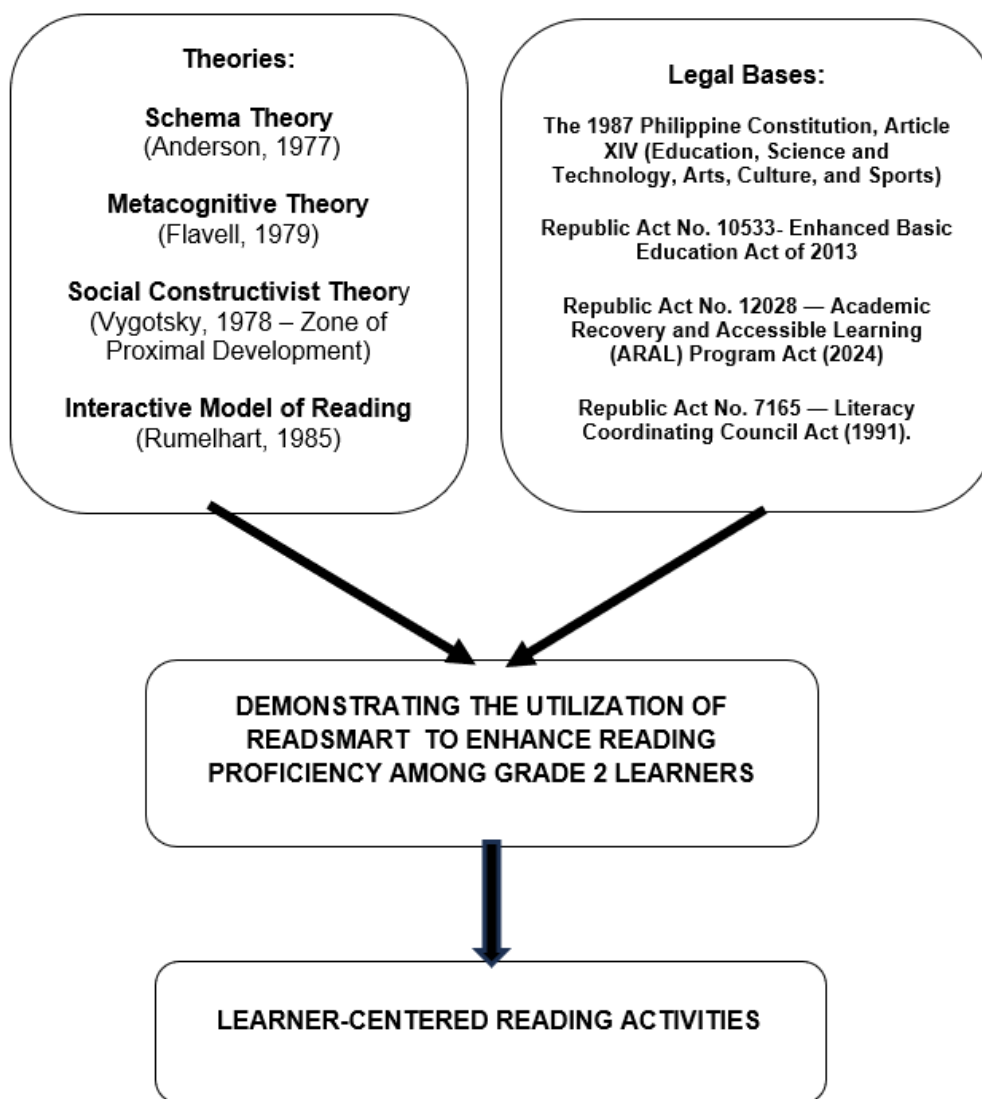 Theories:
Schema Theory
(Anderson, 1977)
Metacognitive Theory
(Flavell, 1979)
Social Constructivist Theory
(Vygotsky, 1978 – Zone of
Proximal Development)
Interactive Model of Reading
(Rumelhart, 1985)
Legal Bases:
The 1987 Philippine Constitution, Article
XIV (Education, Science and
Technology, Arts, Culture, and Sports)
Republic Act No. 10533- Enhanced Basic
Education Act of 2013
Republic Act No. 12028 — Academic
Recovery and Accessible Learning
(ARAL) Program Act (2024)
Republic Act No. 7165 — Literacy
Coordinating Council Act (1991).
DEMONSTRATING THE UTILIZATION OF
READSMART TO ENHANCE READING
PROFICIENCY AMONG GRADE 2 LEARNERS
LEARNER-CENTERED READING ACTIVITIES